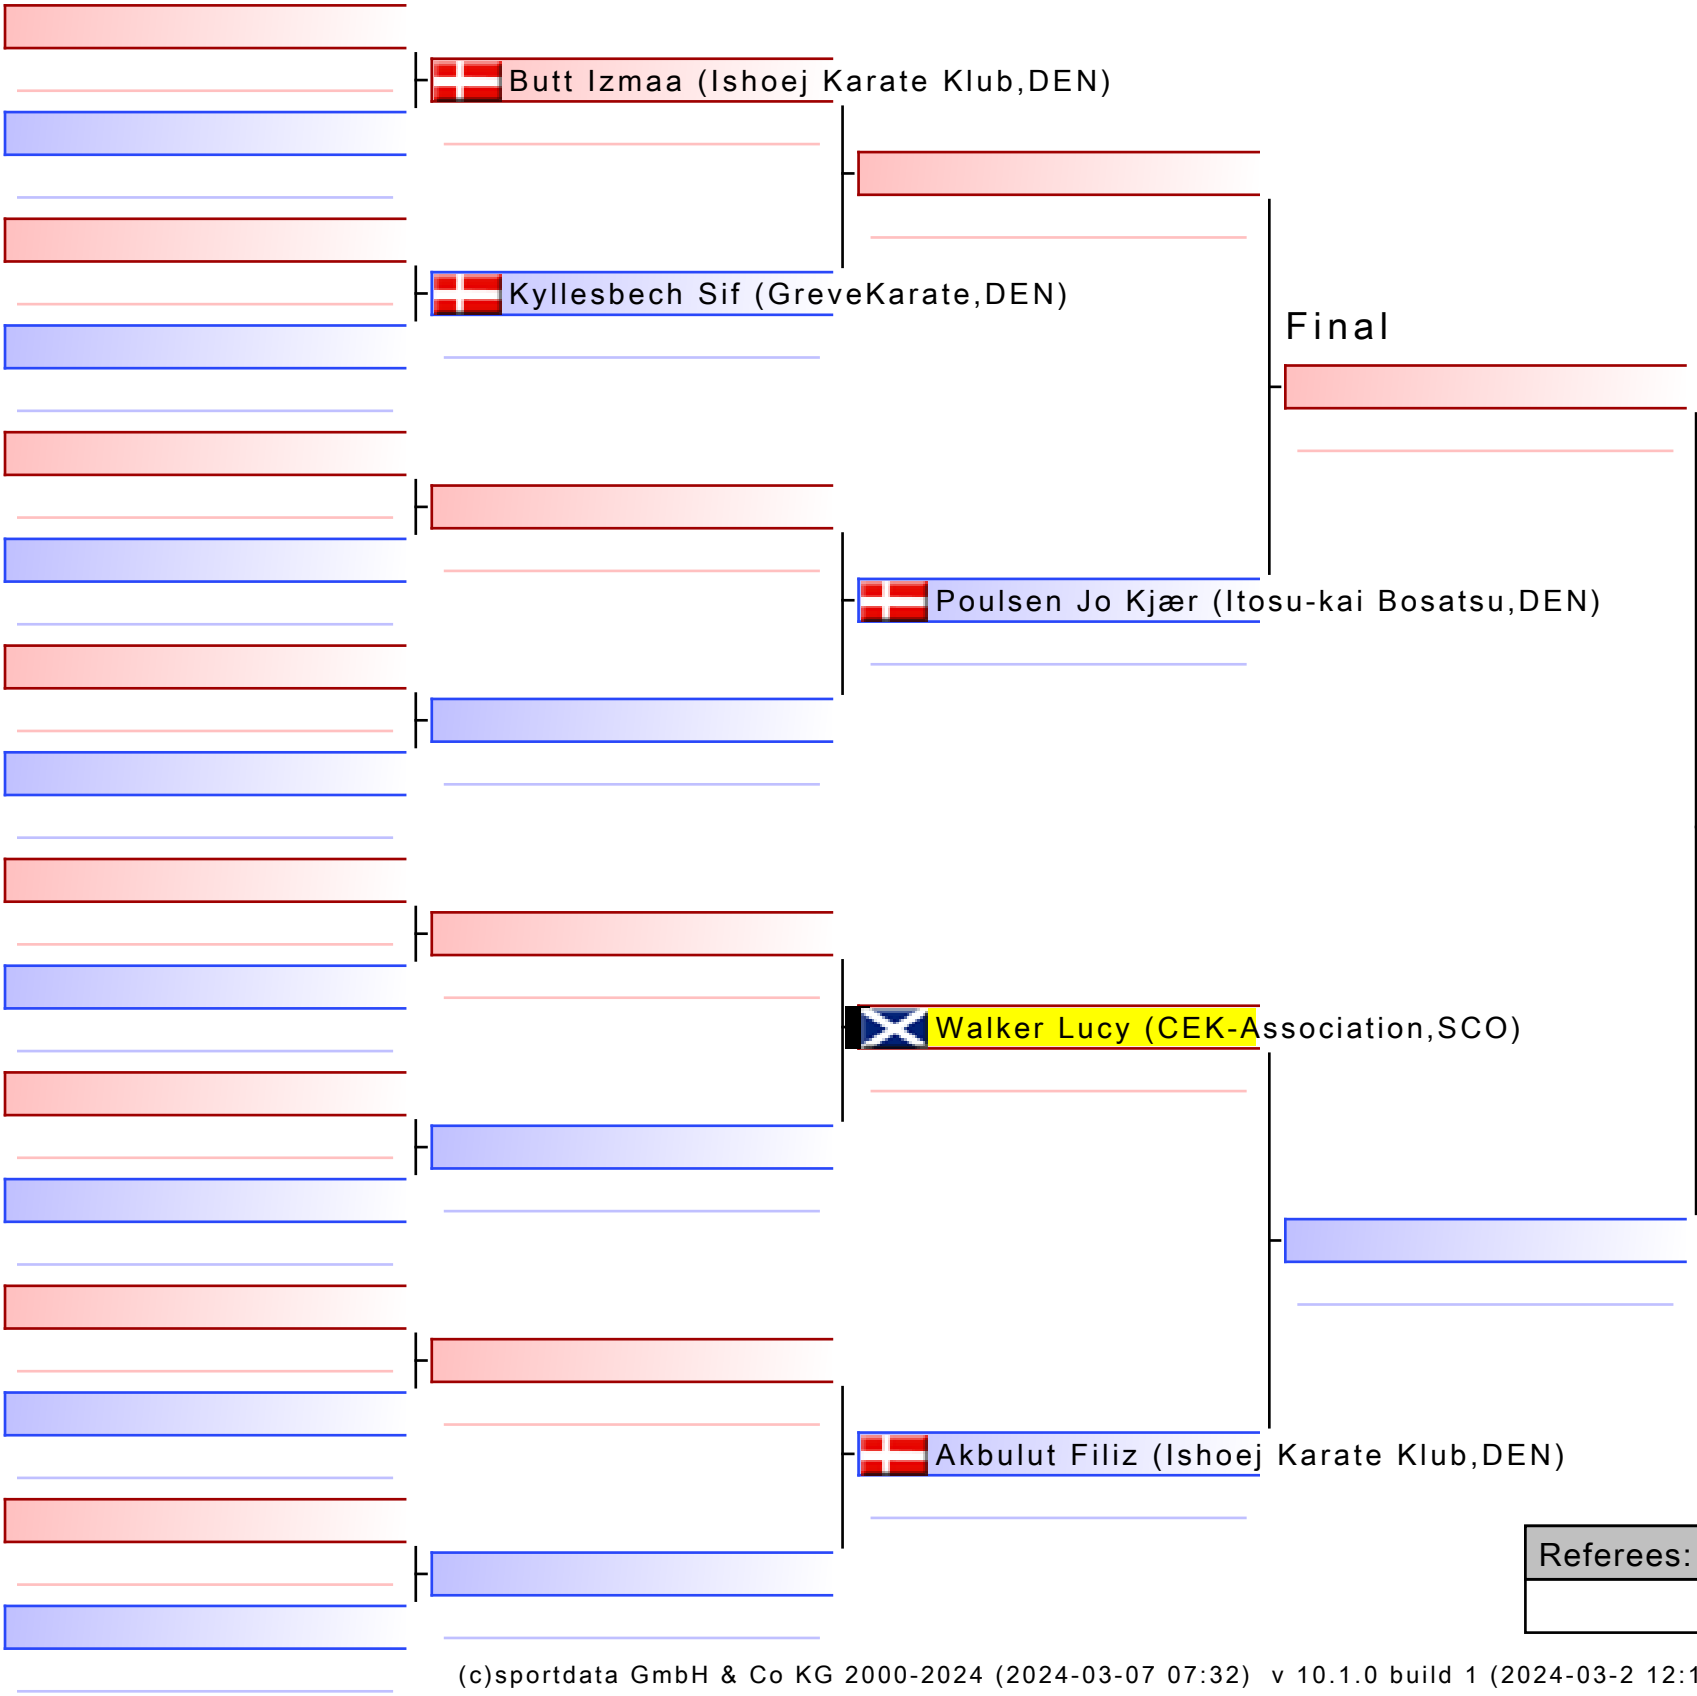 Butt Izmaa (Ishoej Karate Klub,DEN)
Kyllesbech Sif (GreveKarate,DEN)
Final
Poulsen Jo Kjær (Itosu-kai Bosatsu,DEN)
Walker Lucy (CEK-Association,SCO)
Akbulut Filiz (Ishoej Karate Klub,DEN)
Referees:
(c)sportdata GmbH & Co KG 2000-2024 (2024-03-07 07:32) v 10.1.0 build 1 (2024-03-2 12:1